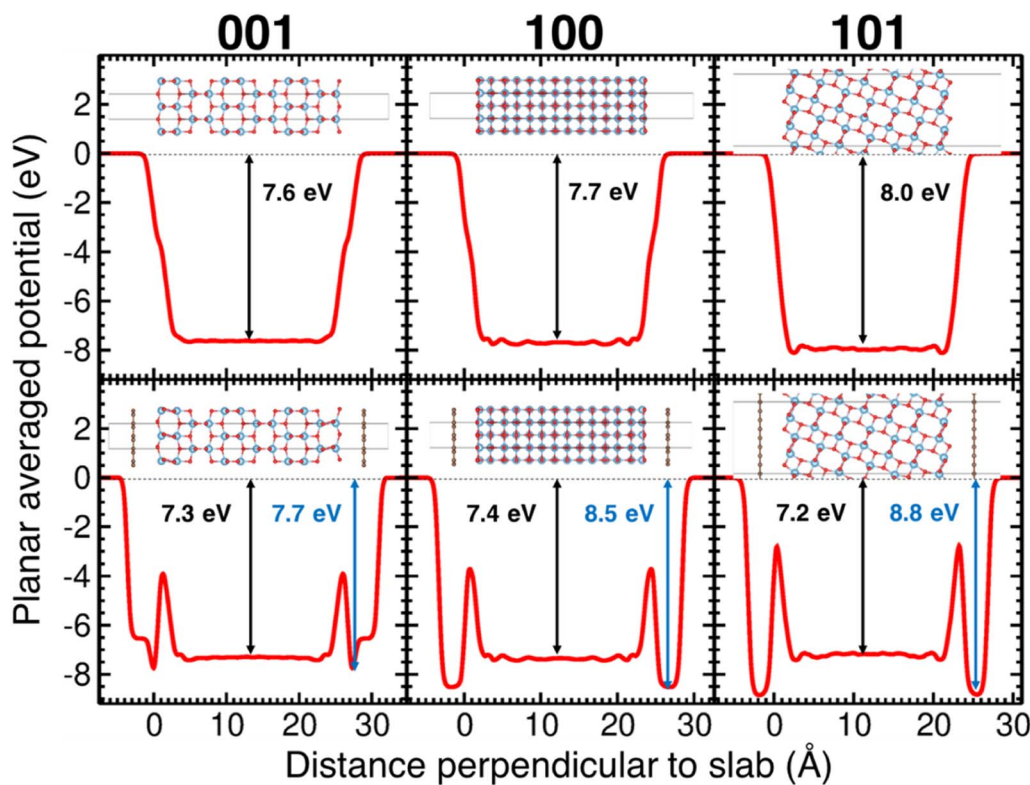 001 100 101
Planar averaged potential (eV)
2
0
-2
-4
-6
-8
7.6 eV 7.7 eV 8.0 eV
2
0
-2
-4
-6
-8
7.3 eV 7.7 eV 7.4 eV 8.5 eV 7.2 eV 8.8 eV
0 10 20 30 0 10 20 30 0 10 20 30
Distance perpendicular to slab (Å)